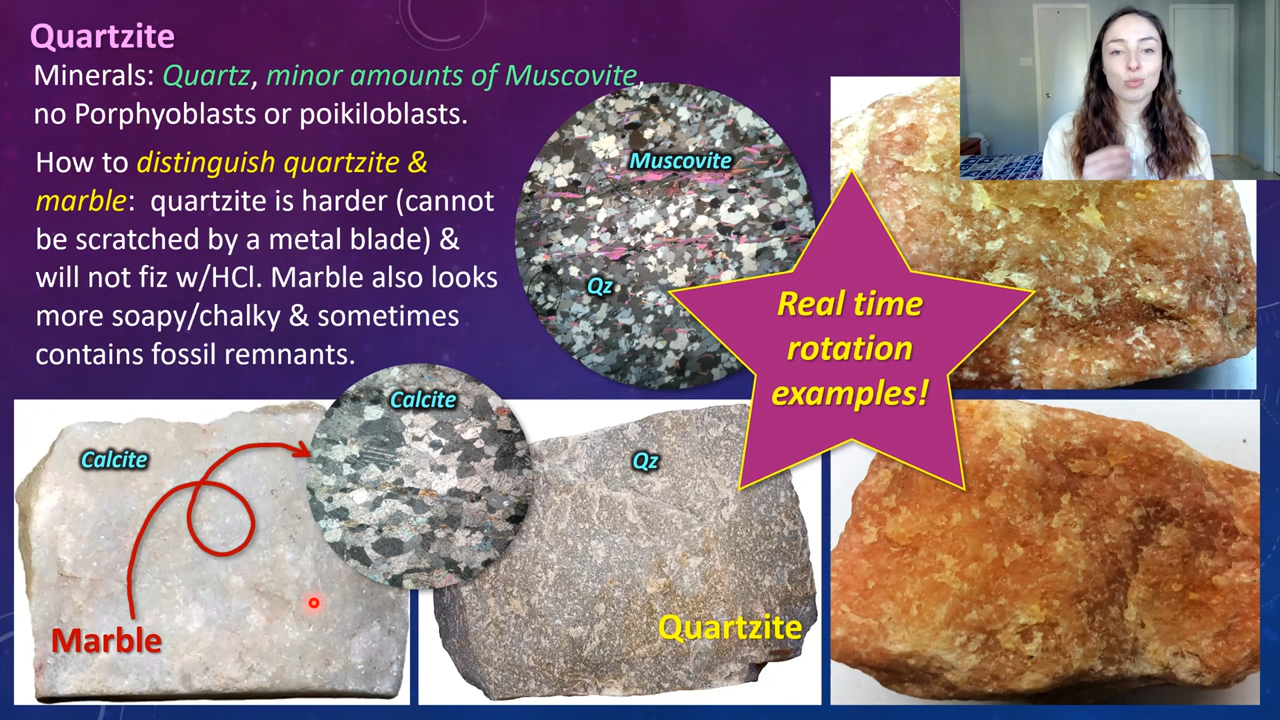 Quartzite
Minerals: Quartz, minor amounts of Muscovite,
no Porphyoblasts or poikiloblasts.
How to distinguish quartzite &
marble: quartzite is harder (cannot
be scratched by a metal blade) &
will not fiz w/HCl. Marble also looks
more soapy/chalky & sometimes
contains fossil remnants.
Muscovite
Qz
Real time
rotation
examples!
Calcite
Calcite
Qz
Marble
Quartzite